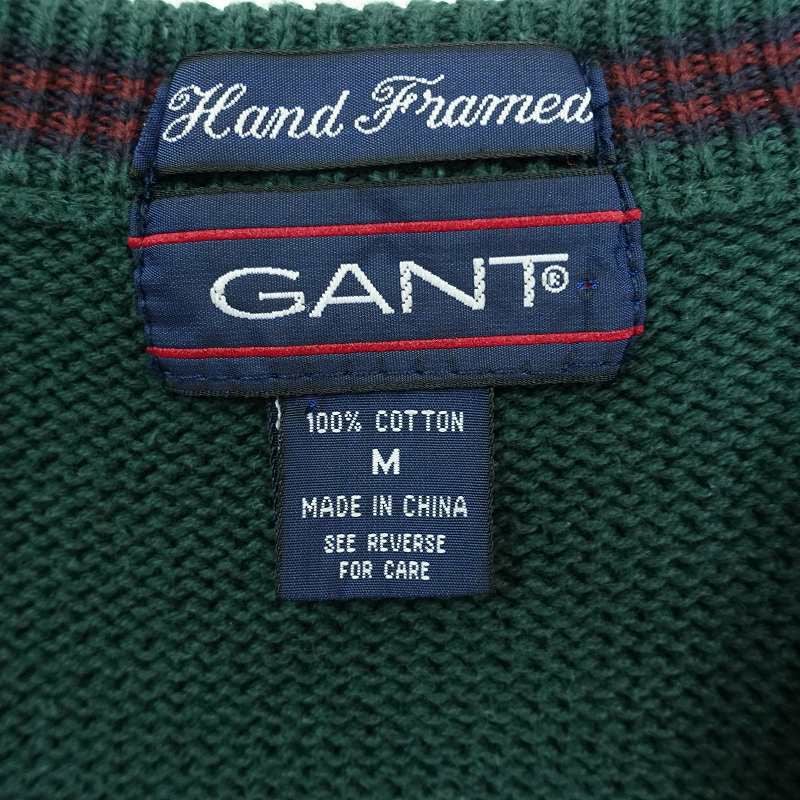 Hand Framed
GANT®
100% COTTON
M
MADE IN CHINA
SEE REVERSE
FOR CARE